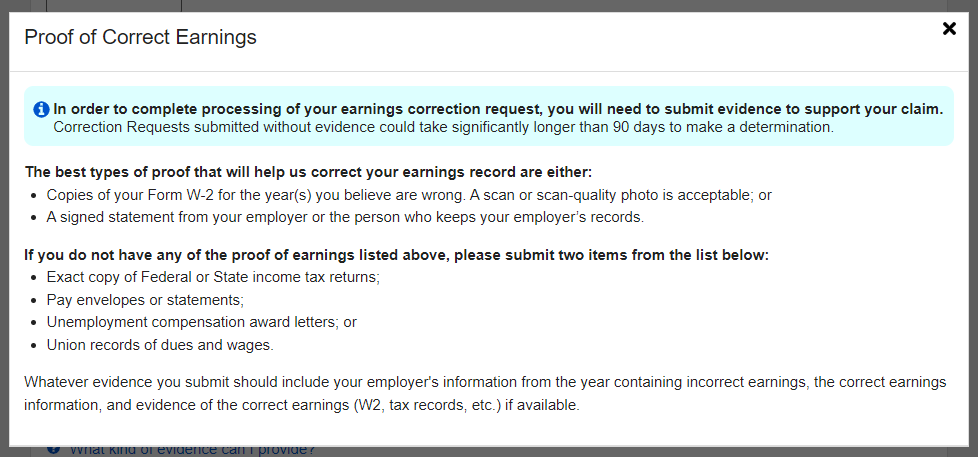 Proof of Correct Earnings
In order to complete processing of your earnings correction request, you will need to submit evidence to support your claim.
Correction Requests submitted without evidence could take significantly longer than 90 days to make a determination.
The best types of proof that will help us correct your earnings record are either:
• Copies of your Form W-2 for the year(s) you believe are wrong. A scan or scan-quality photo is acceptable; or
• A signed statement from your employer or the person who keeps your employer’s records.
If you do not have any of the proof of earnings listed above, please submit two items from the list below:
• Exact copy of Federal or State income tax returns;
• Pay envelopes or statements;
• Unemployment compensation award letters; or
• Union records of dues and wages.
Whatever evidence you submit should include your employer's information from the year containing incorrect earnings, the correct earnings
information, and evidence of the correct earnings (W2, tax records, etc.) if available.
What kind of evidence can I provide?